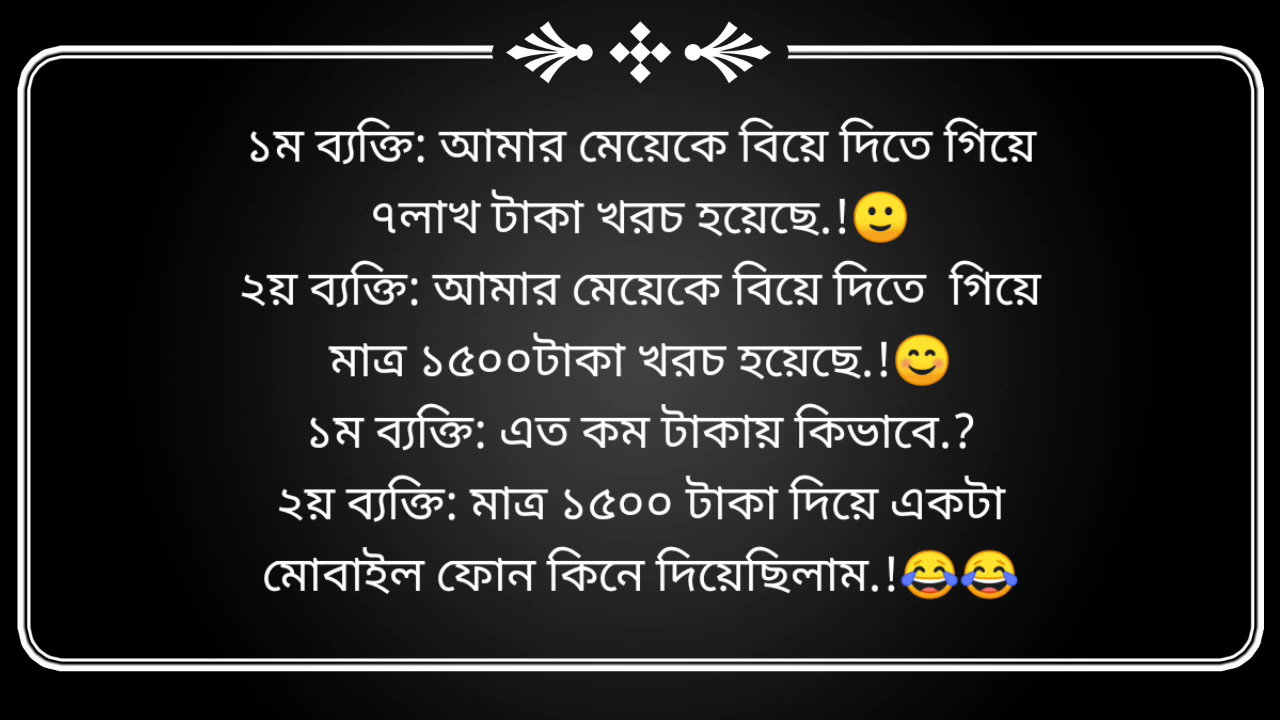 ১ম ব্যক্তি: আমার মেয়েকে বিয়ে দিতে গিয়ে
৭লাখ টাকা খরচ হয়েছে.!🙂
২য় ব্যক্তি: আমার মেয়েকে বিয়ে দিতে  গিয়ে
মাত্র ১৫০০টাকা খরচ হয়েছে.!😊
১ম ব্যক্তি: এত কম টাকায় কিভাবে.?
২য় ব্যক্তি: মাত্র ১৫০০ টাকা দিয়ে একটা
মোবাইল ফোন কিনে দিয়েছিলাম.!😂😂